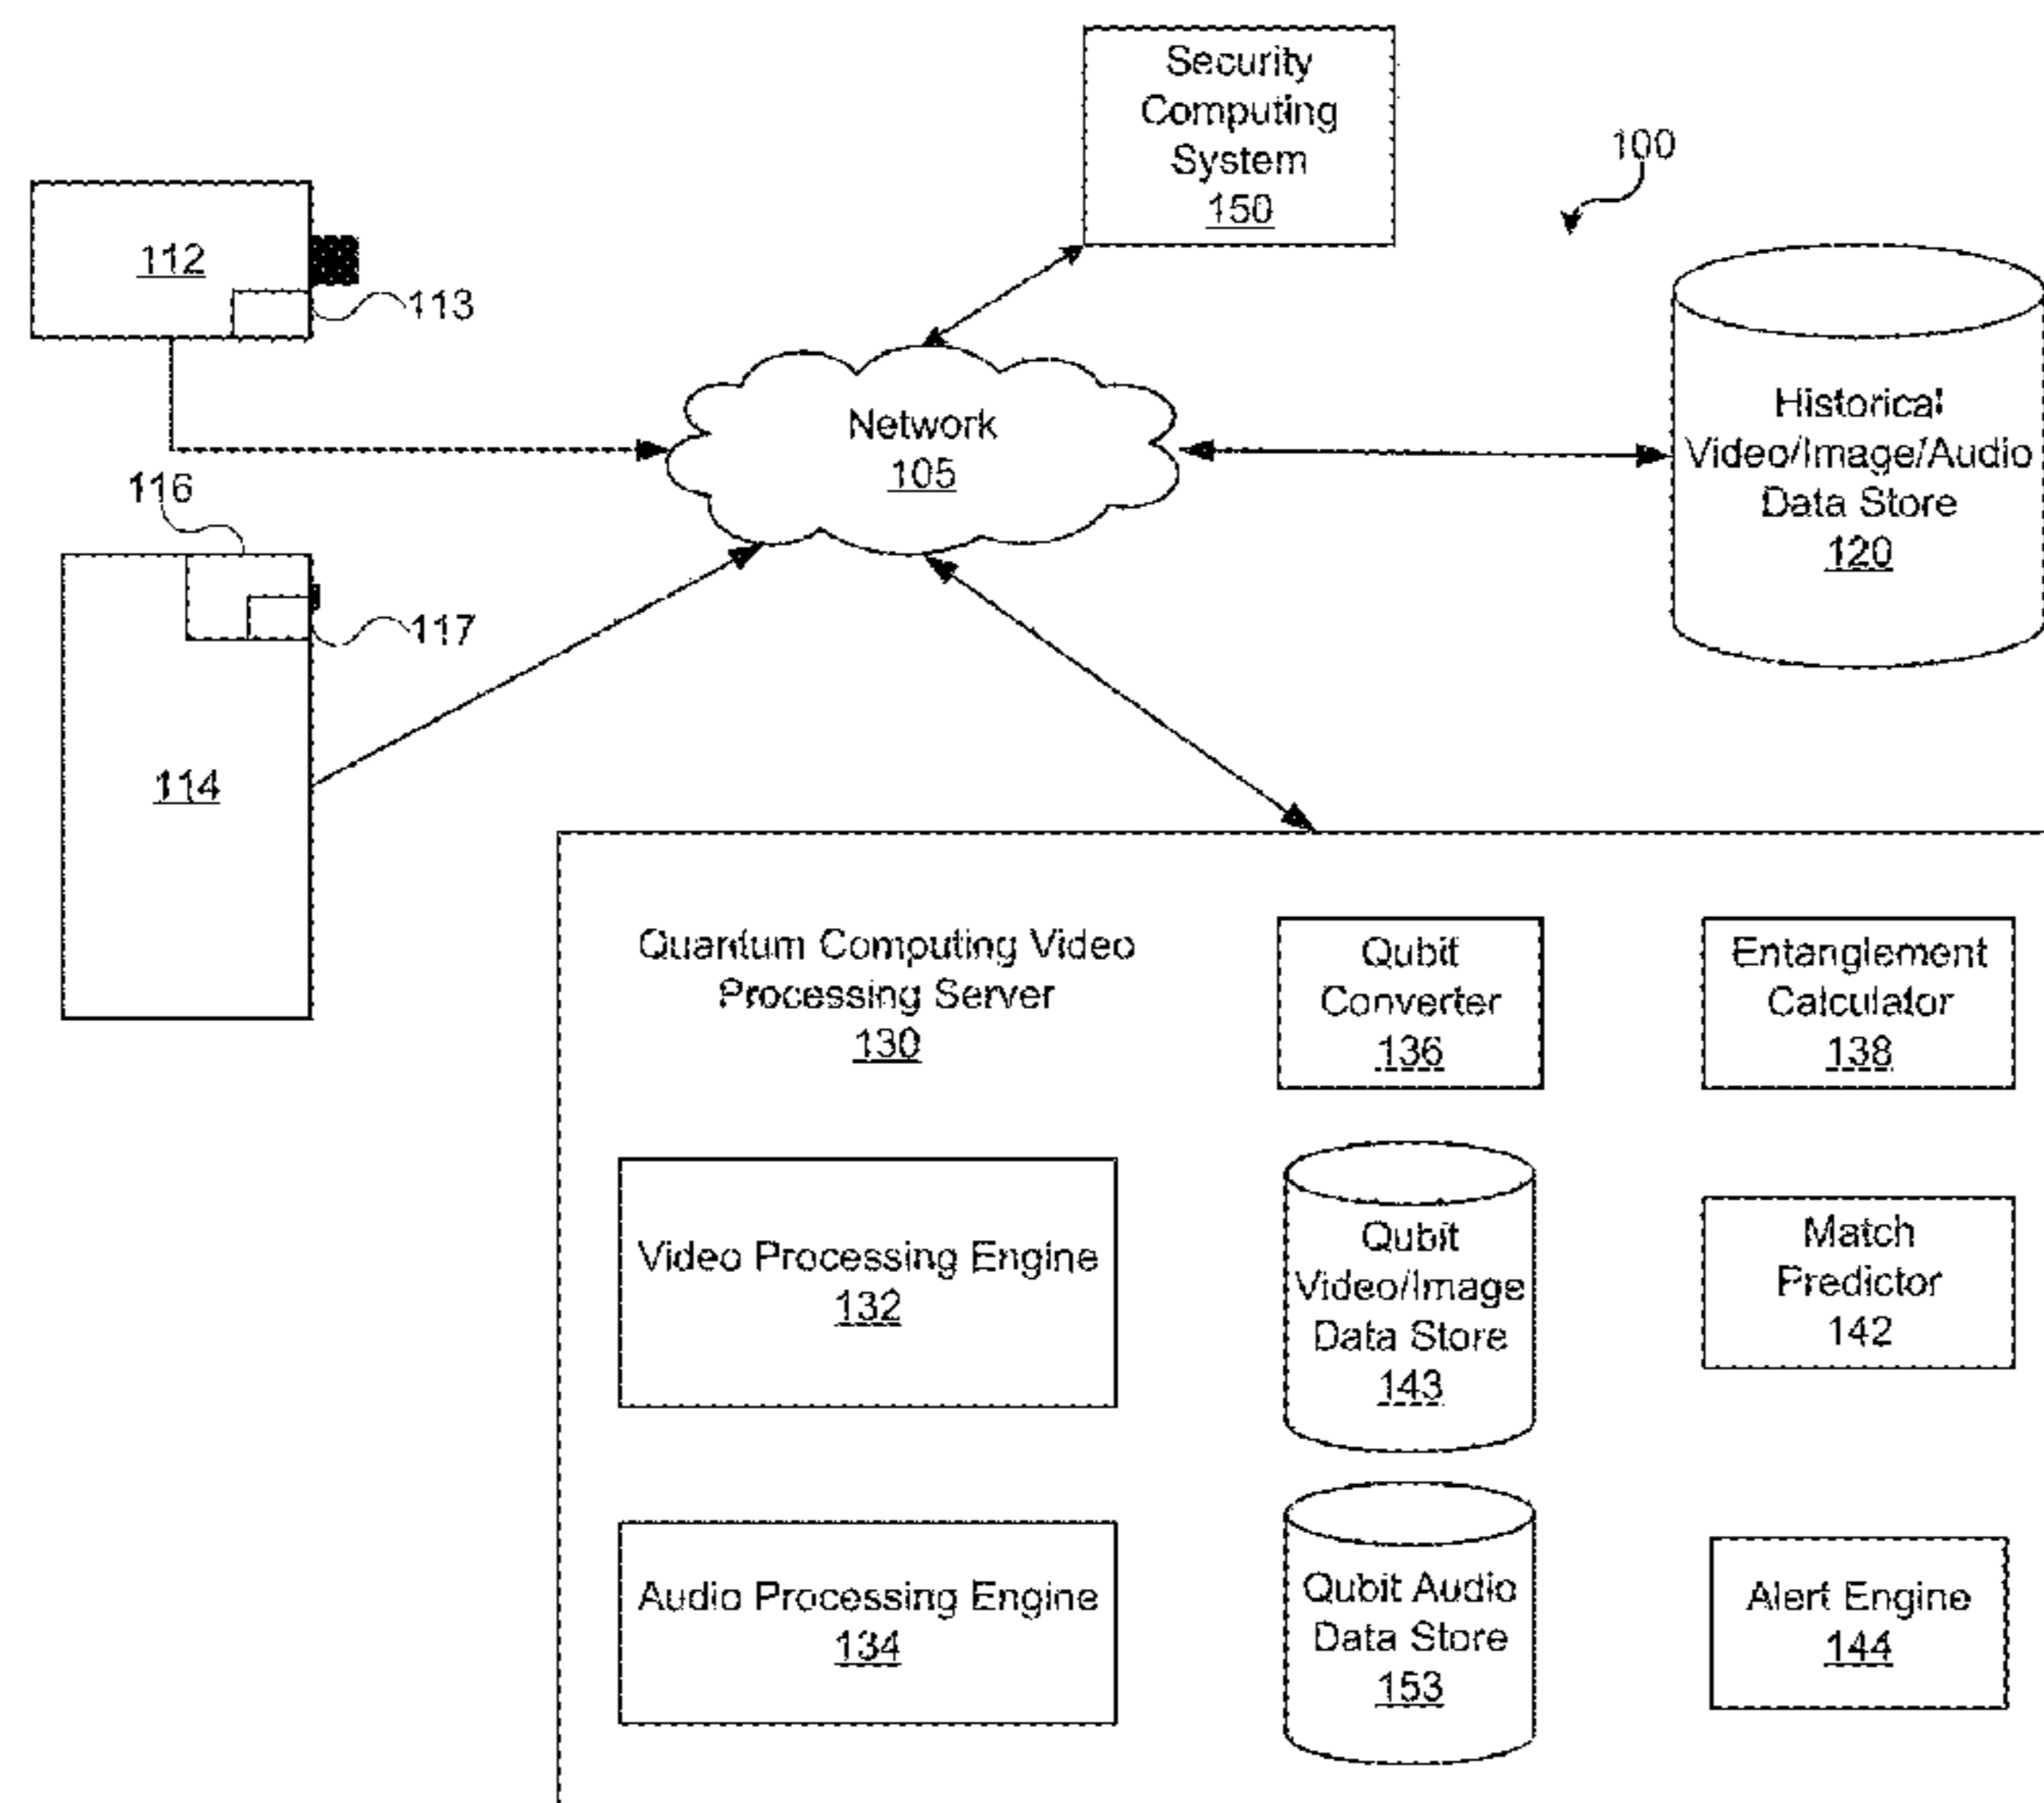 Security
Computing
System
150
100
112
113
Network
105
Historical
Video/Image/Audio
Data Store
120
116
117
114
Quantum Computing Video
Processing Server
130
Qubit
Converter
136
Entanglement
Calculator
138
Video Processing Engine
132
Qubit
Video/Image
Data Store
143
Match
Predictor
142
Audio Processing Engine
134
Qubit Audio
Data Store
153
Alert Engine
144